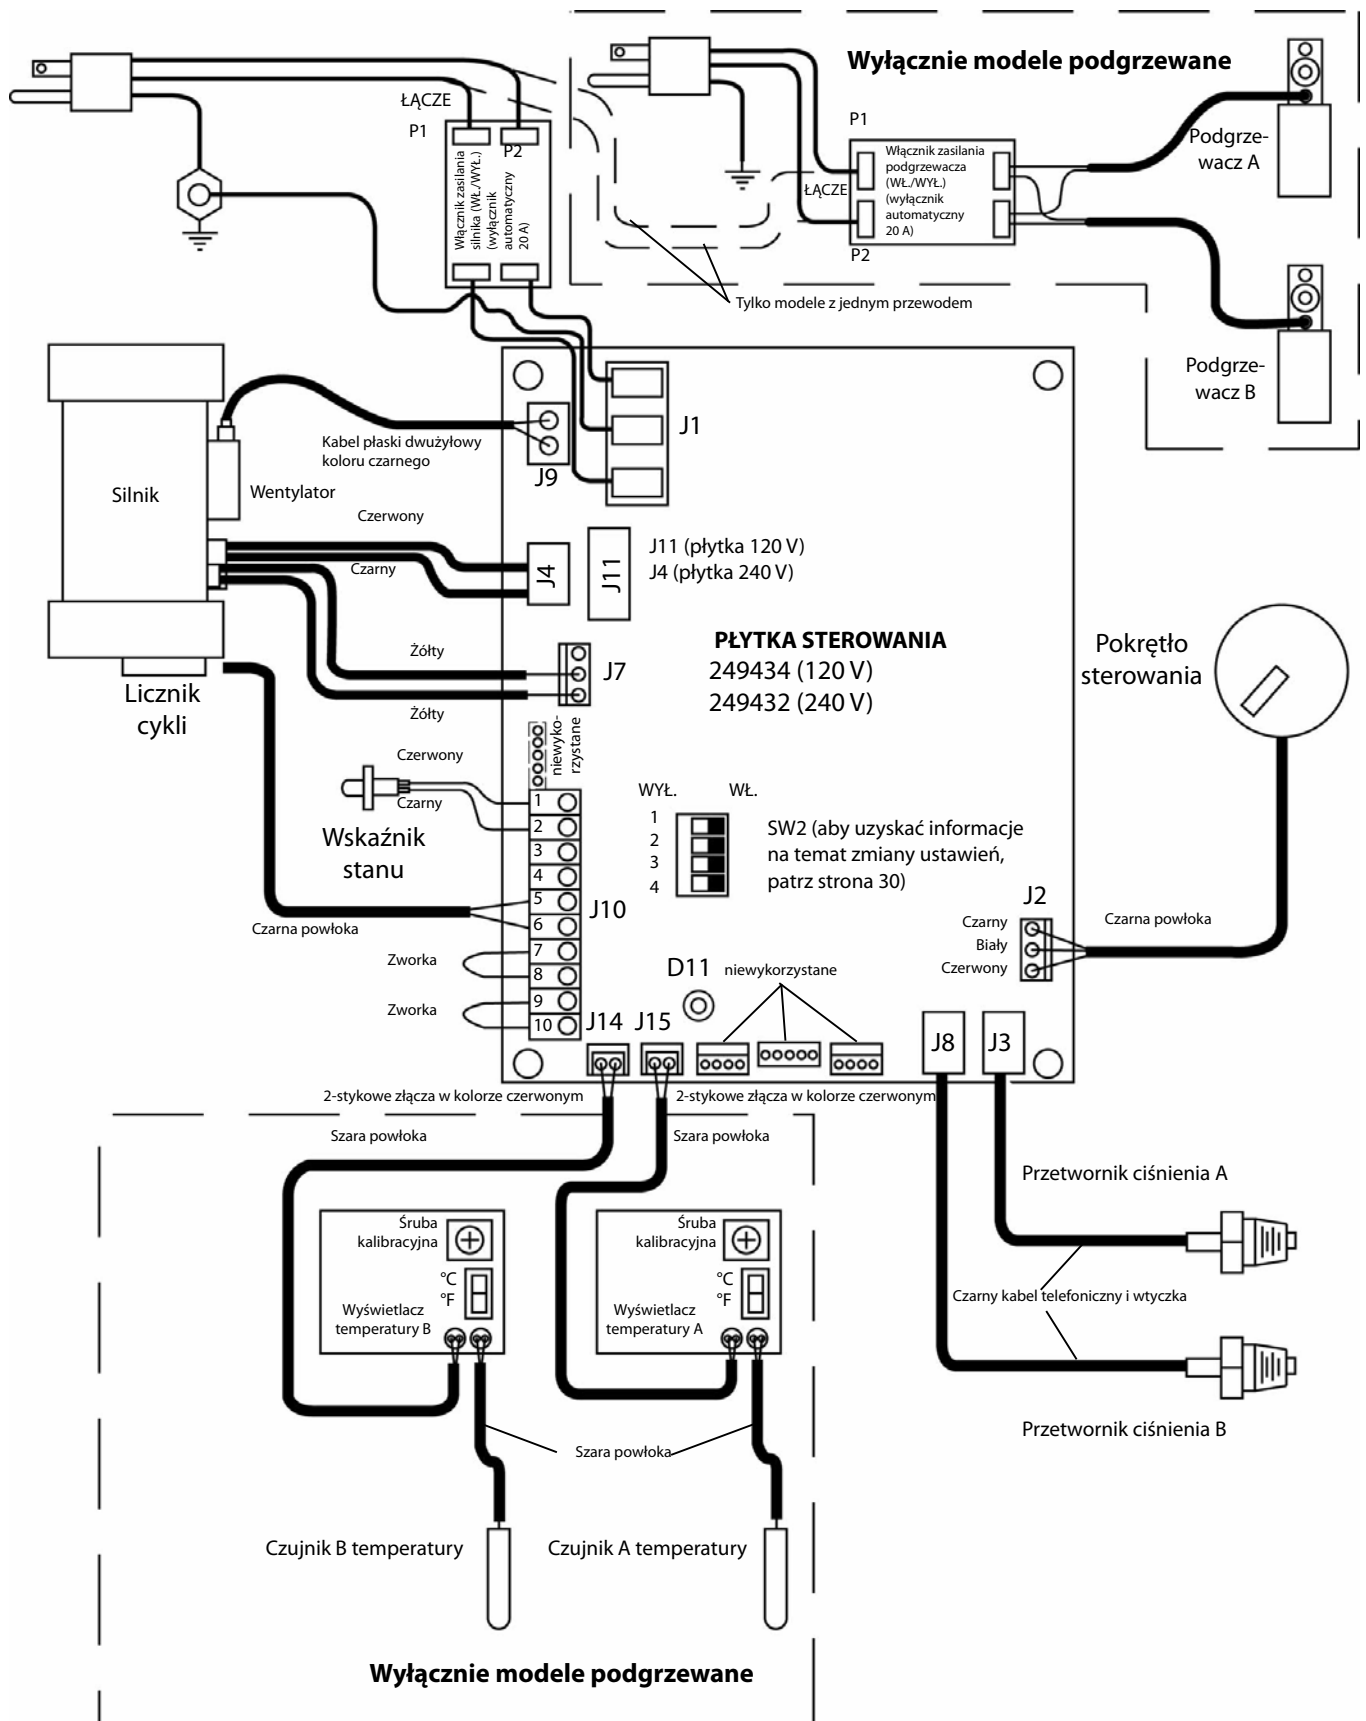 Wyłącznie modele podgrzewane
ŁĄCZE
P1
P2
Włącznik zasilania
silnika (WŁ./WYŁ.)
(wyłącznik
automatyczny
20 A)
P1
Włącznik zasilania
podgrzewacza
(WŁ./WYŁ.)
(wyłącznik
automatyczny
20 A)
ŁĄCZE
P2
Podgrze-
wacz A
Tylko modele z jednym przewodem
Podgrze-
wacz B
Kabel płaski dwużyłowy
koloru czarnego
J9
J1
Silnik
Wentylator
Czerwony
Czarny
J4
J11
J11 (płytka 120 V)
J4 (płytka 240 V)
PŁYTKA STEROWANIA
249434 (120 V)
249432 (240 V)
Pokrętło
sterowania
Żółty
J7
Żółty
Licznik
cykli
niewyko-
rzystane
Czerwony
Czarny
Wskaźnik
stanu
1
2
3
4
5
6
7
8
9
10
J10
WYŁ.
WŁ.
1
2
3
4
SW2 (aby uzyskać informacje
na temat zmiany ustawień,
patrz strona 30)
J2
Czarny
Biały
Czerwony
Czarna powłoka
Czarna powłoka
Zworka
Zworka
D11
niewykorzystane
J14
J15
J8
J3
2-stykowe złącza w kolorze czerwonym
2-stykowe złącza w kolorze czerwonym
Szara powłoka
Szara powłoka
Przetwornik ciśnienia A
Śruba
kalibracyjna
°C
°F
Wyświetlacz
temperatury B
Śruba
kalibracyjna
°C
°F
Wyświetlacz
temperatury A
Czarny kabel telefoniczny i wtyczka
Przetwornik ciśnienia B
Szara powłoka
Czujnik B temperatury
Czujnik A temperatury
Wyłącznie modele podgrzewane